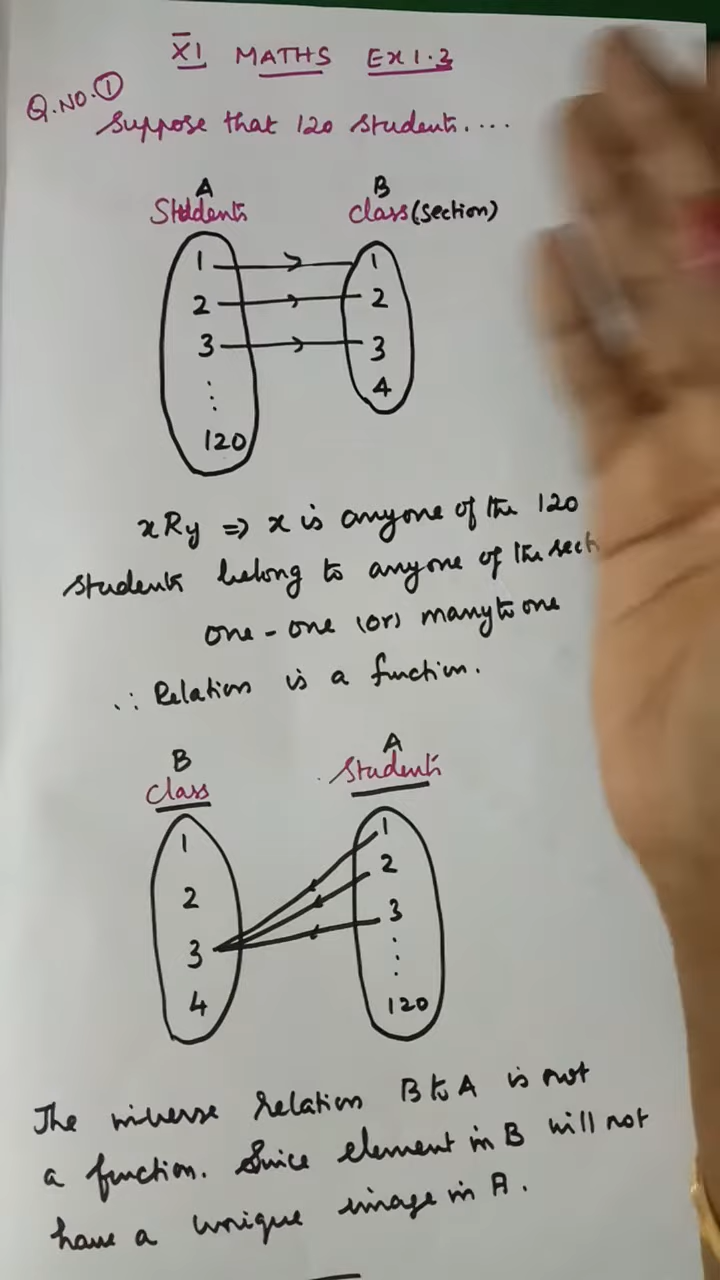 XI MATHS Ex 1.3
Q.NO.①
Suppose that 120 student....
A B
Students class (section)
1 1
2 2
3 3
⋮ 4
120
xRy ⇒ x is anyone of the 120
students belong to anyone of the sect
one - one (or) many to one
∴ Relation is a function.
B A
class students
1 1
2 2
3 3
4 ⋮
120
The inverse relation B to A is not
a function. Since element in B will not
have a unique image in A.